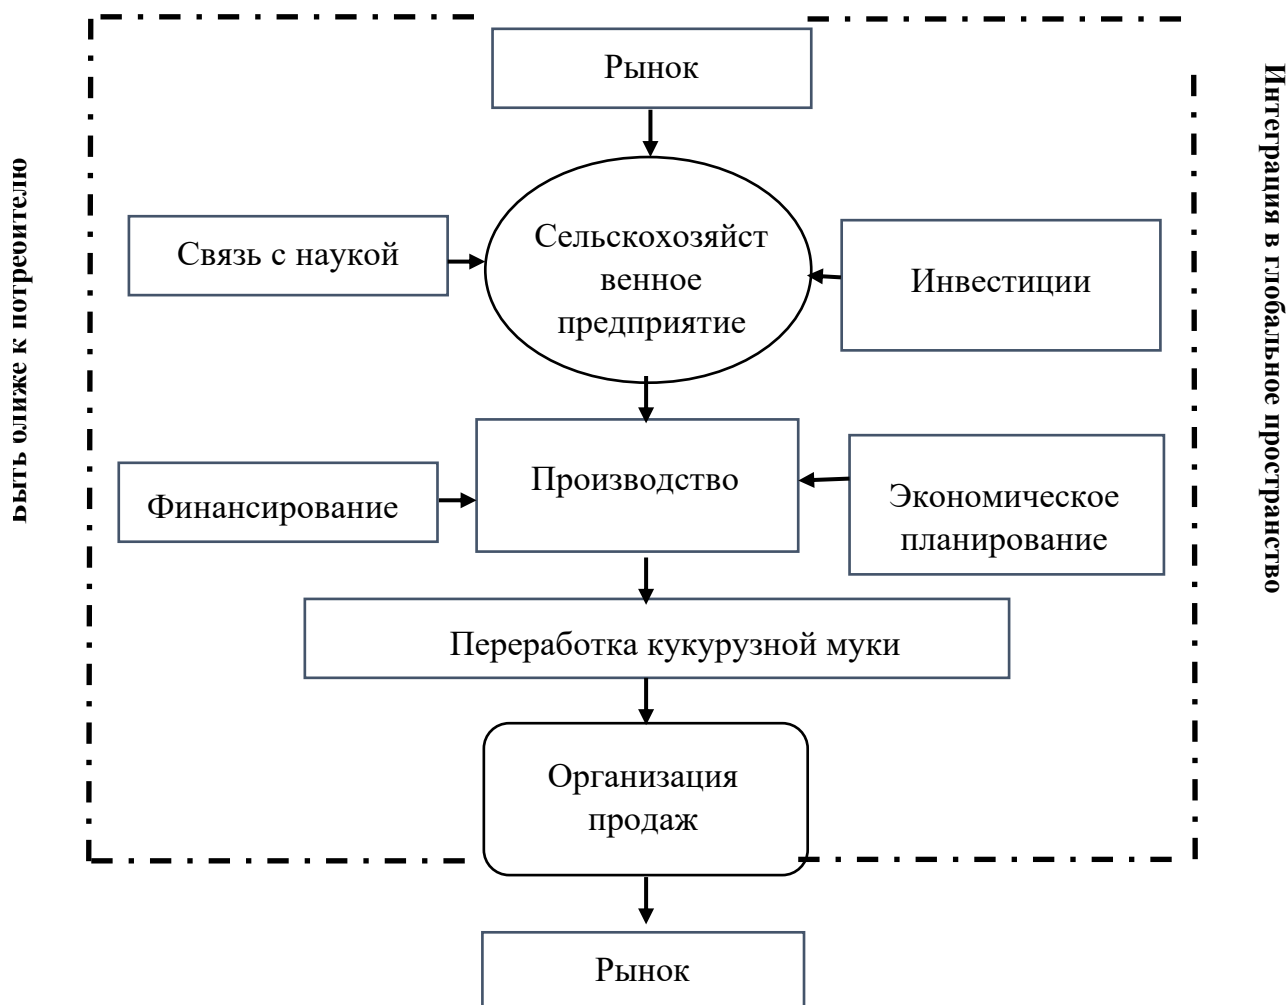 Рынок
Быть ближе к потребителю
Интеграция в глобальное пространство
Связь с наукой
Сельскохозяйст
венное
предприятие
Инвестиции
Финансирование
Производство
Экономическое
планирование
Переработка кукурузной муки
Организация
продаж
Рынок